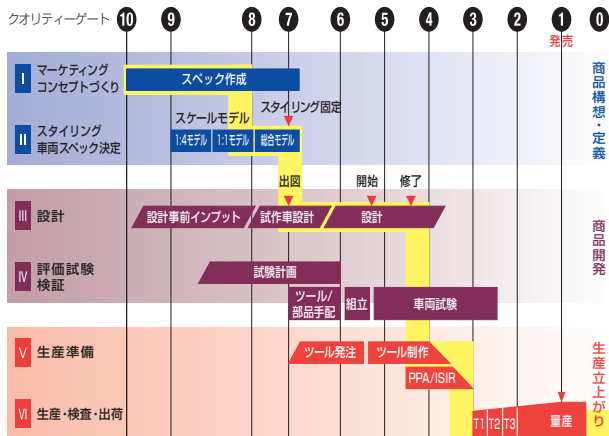 クオリティーゲート 10 9 8 7 6 5 4 3 2 1 0
発売
I マーケティング
コンセプトづくり
スペック作成
スタイリング固定
II スタイリング
車両スペック決定
スケールモデル
1:4モデル 1:1モデル 総合モデル
商品構想・定義
出図 開始 修了
III 設計
設計事前インプット 試作車設計 設計
IV 評価試験
検証
試験計画
ツール/
部品手配
組立 車両試験
商品開発
V 生産準備
ツール発注 ツール制作
PPA/ISIR
VI 生産・検査・出荷
T1 T2 T3 量産
生産立上がり